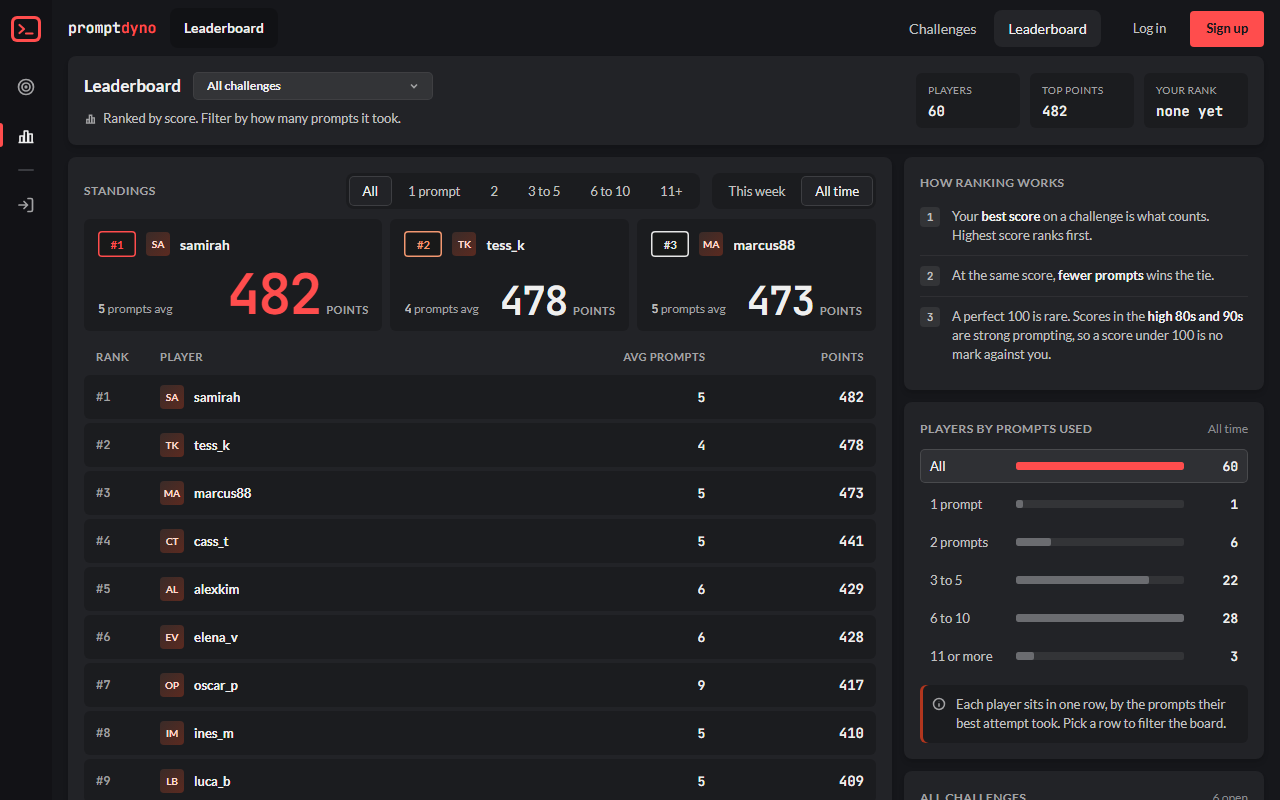 promptdyno Leaderboard Challenges Leaderboard Log in Sign up
Leaderboard All challenges
Ranked by score. Filter by how many prompts it took.
PLAYERS
60
TOP POINTS
482
YOUR RANK
none yet
STANDINGS All 1 prompt 2 3 to 5 6 to 10 11+ This week All time
#1 SA samirah
5 prompts avg 482 POINTS
#2 TK tess_k
4 prompts avg 478 POINTS
#3 MA marcus88
5 prompts avg 473 POINTS
RANK PLAYER AVG PROMPTS POINTS
#1 SA samirah 5 482
#2 TK tess_k 4 478
#3 MA marcus88 5 473
#4 CT cass_t 5 441
#5 AL alexkim 6 429
#6 EV elena_v 6 428
#7 OP oscar_p 9 417
#8 IM ines_m 5 410
#9 LB luca_b 5 409
HOW RANKING WORKS
1 Your best score on a challenge is what counts.
Highest score ranks first.
2 At the same score, fewer prompts wins the tie.
3 A perfect 100 is rare. Scores in the high 80s and 90s
are strong prompting, so a score under 100 is no
mark against you.
PLAYERS BY PROMPTS USED All time
All 60
1 prompt 1
2 prompts 6
3 to 5 22
6 to 10 28
11 or more 3
Each player sits in one row, by the prompts their
best attempt took. Pick a row to filter the board.
ALL CHALLENGES 6 open